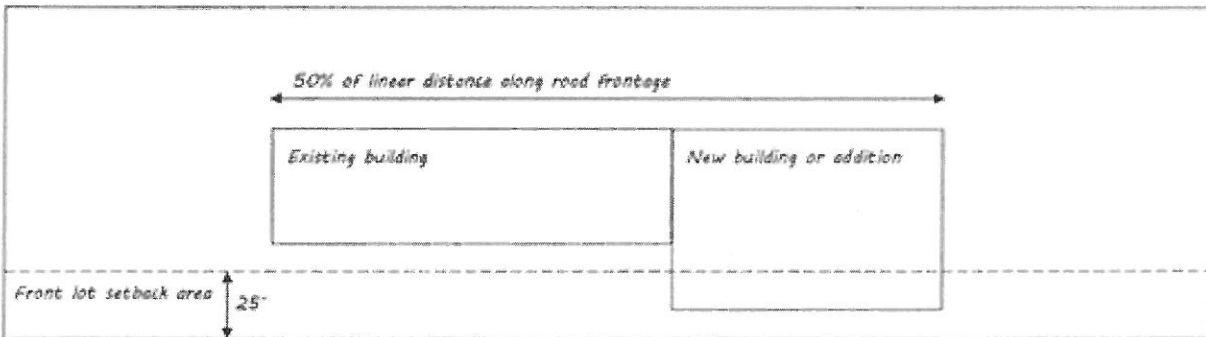 50% of linear distance along road frontage
Existing building
New building or addition
Front lot setback area
25'